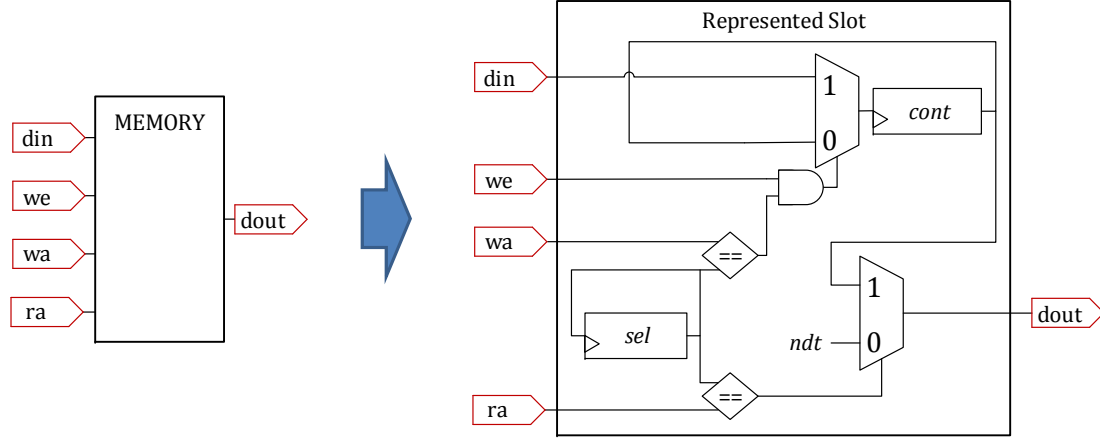 MEMORY
din
we
wa
ra
dout
Represented Slot
din
1
0
cont
we
wa
==
sel
1
ndt
0
dout
==
ra